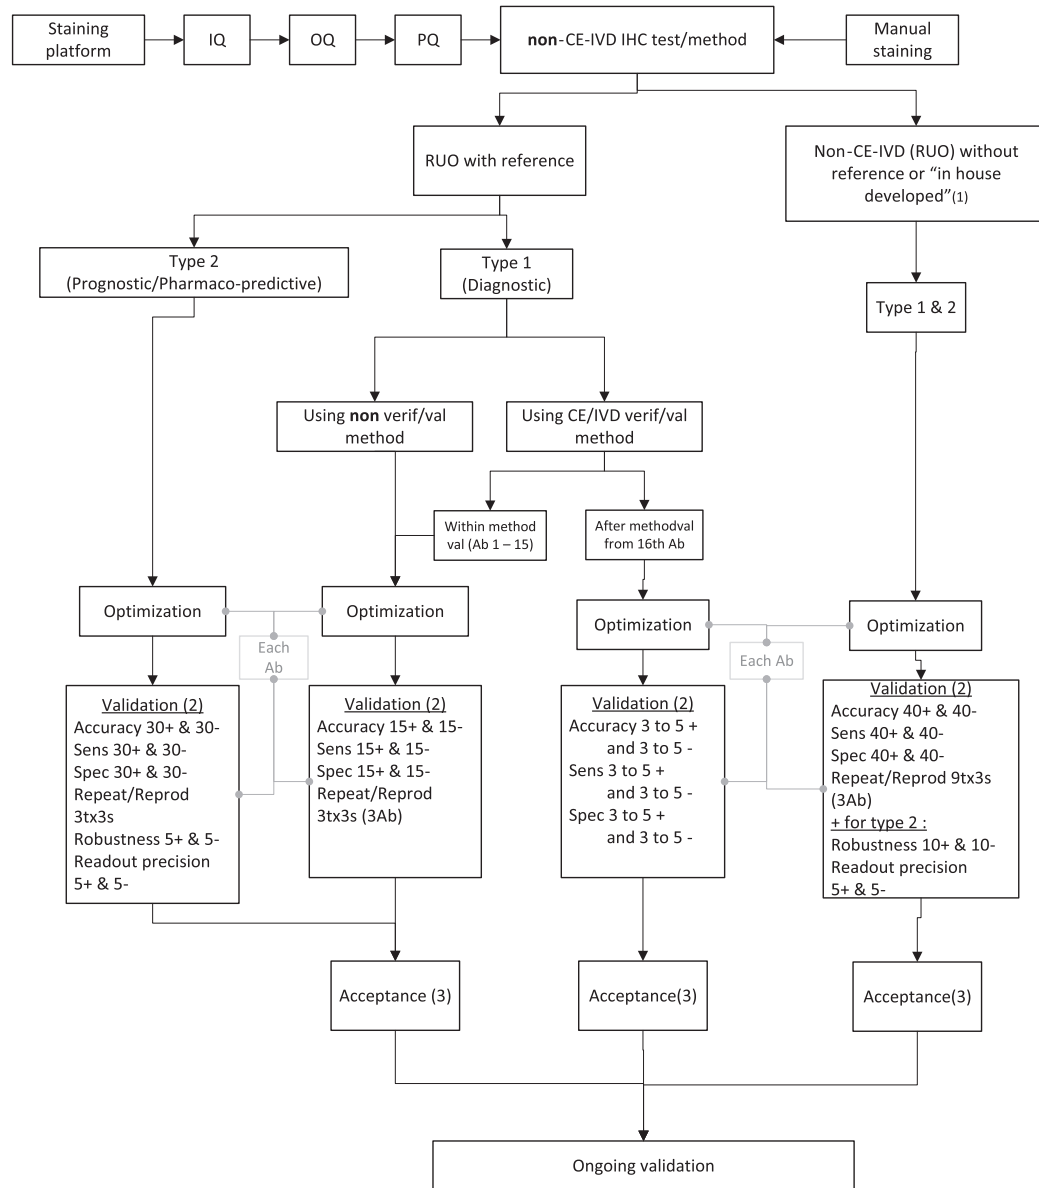 Staining
platform
IQ
OQ
PQ
non-CE-IVD IHC test/method
Manual
staining
RUO with reference
Non-CE-IVD (RUO) without
reference or “in house
developed”(1)
Type 2
(Prognostic/Pharmaco-predictive)
Type 1
(Diagnostic)
Type 1 & 2
Using non verif/val
method
Using CE/IVD verif/val
method
Within method
val (Ab 1 – 15)
After methodval
from 16th Ab
Optimization
Optimization
Optimization
Optimization
Each
Ab
Each Ab
Validation (2)
Accuracy 30+ & 30-
Sens 30+ & 30-
Spec 30+ & 30-
Repeat/Reprod
3tx3s
Robustness 5+ & 5-
Readout precision
5+ & 5-
Validation (2)
Accuracy 15+ & 15-
Sens 15+ & 15-
Spec 15+ & 15-
Repeat/Reprod
3tx3s (3Ab)
Validation (2)
Accuracy 3 to 5 +
and 3 to 5 -
Sens 3 to 5 +
and 3 to 5 -
Spec 3 to 5 +
and 3 to 5 -
Validation (2)
Accuracy 40+ & 40-
Sens 40+ & 40-
Spec 40+ & 40-
Repeat/Reprod 9tx3s
(3Ab)
+ for type 2 :
Robustness 10+ & 10-
Readout precision
5+ & 5-
Acceptance (3)
Acceptance(3)
Acceptance(3)
Ongoing validation